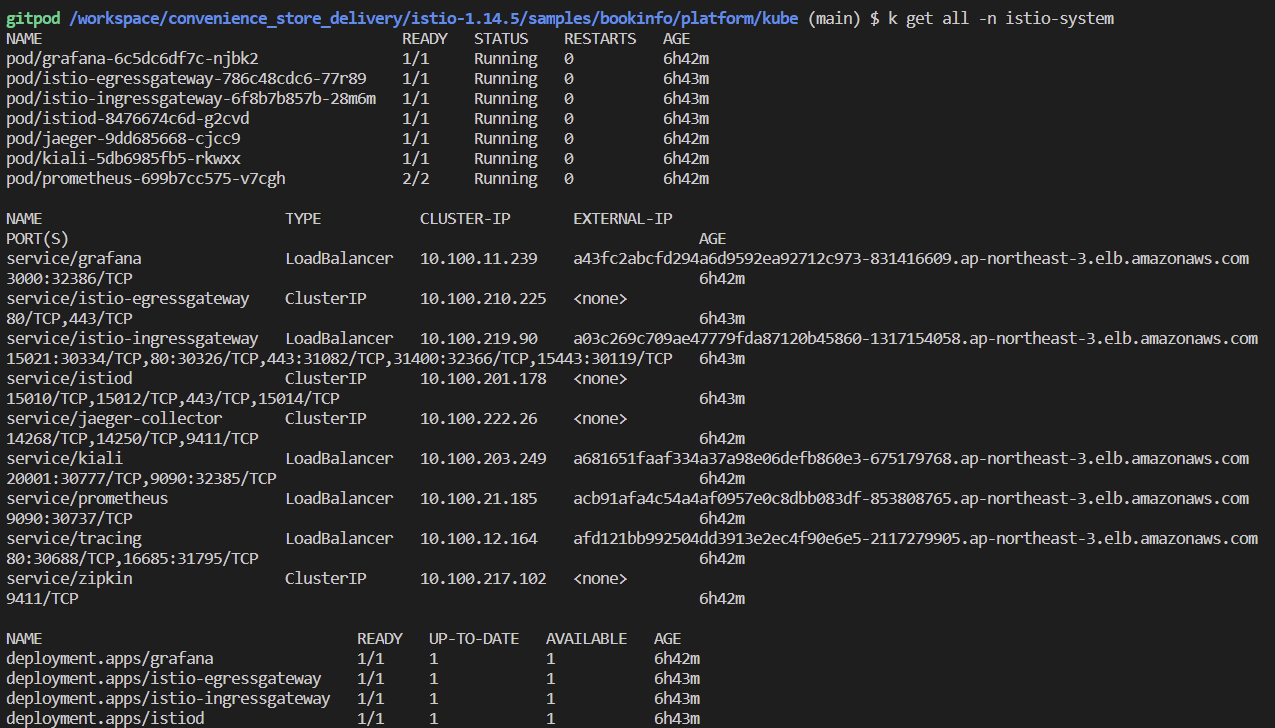 gitpod /workspace/convenience_store_delivery/istio-1.14.5/samples/bookinfo/platform/kube (main) $ k get all -n istio-system
NAME                                        READY   STATUS    RESTARTS   AGE
pod/grafana-6c5dc6df7c-njbk2                1/1     Running   0          6h42m
pod/istio-egressgateway-786c48cdc6-77r89    1/1     Running   0          6h43m
pod/istio-ingressgateway-6f8b7b857b-28m6m   1/1     Running   0          6h43m
pod/istiod-8476674c6d-g2cvd                 1/1     Running   0          6h43m
pod/jaeger-9dd685668-cjcc9                  1/1     Running   0          6h42m
pod/kiali-5db6985fb5-rkwxx                  1/1     Running   0          6h42m
pod/prometheus-699b7cc575-v7cgh             2/2     Running   0          6h42m
NAME                           TYPE           CLUSTER-IP       EXTERNAL-IP
PORT(S)                                                                      AGE
service/grafana                LoadBalancer   10.100.11.239    a43fc2abcfd294a6d9592ea92712c973-831416609.ap-northeast-3.elb.amazonaws.com
3000:32386/TCP                                                               6h42m
service/istio-egressgateway    ClusterIP      10.100.210.225   <none>
80/TCP,443/TCP                                                               6h43m
service/istio-ingressgateway   LoadBalancer   10.100.219.90    a03c269c709ae47779fda87120b45860-1317154058.ap-northeast-3.elb.amazonaws.com
15021:30334/TCP,80:30326/TCP,443:31082/TCP,31400:32366/TCP,15443:30119/TCP   6h43m
service/istiod                 ClusterIP      10.100.201.178   <none>
15010/TCP,15012/TCP,443/TCP,15014/TCP                                        6h43m
service/jaeger-collector       ClusterIP      10.100.222.26    <none>
14268/TCP,14250/TCP,9411/TCP                                                 6h42m
service/kiali                  LoadBalancer   10.100.203.249   a681651faaf334a37a98e06defb860e3-675179768.ap-northeast-3.elb.amazonaws.com
20001:30777/TCP,9090:32385/TCP                                               6h42m
service/prometheus             LoadBalancer   10.100.21.185    acb91afa4c54a4af0957e0c8dbb083df-853808765.ap-northeast-3.elb.amazonaws.com
9090:30737/TCP                                                               6h42m
service/tracing                LoadBalancer   10.100.12.164    afd121bb992504dd3913e2ec4f90e6e5-2117279905.ap-northeast-3.elb.amazonaws.com
80:30688/TCP,16685:31795/TCP                                                 6h42m
service/zipkin                 ClusterIP      10.100.217.102   <none>
9411/TCP                                                                     6h42m
NAME                                   READY   UP-TO-DATE   AVAILABLE   AGE
deployment.apps/grafana                1/1     1            1           6h42m
deployment.apps/istio-egressgateway    1/1     1            1           6h43m
deployment.apps/istio-ingressgateway   1/1     1            1           6h43m
deployment.apps/istiod                 1/1     1            1           6h43m